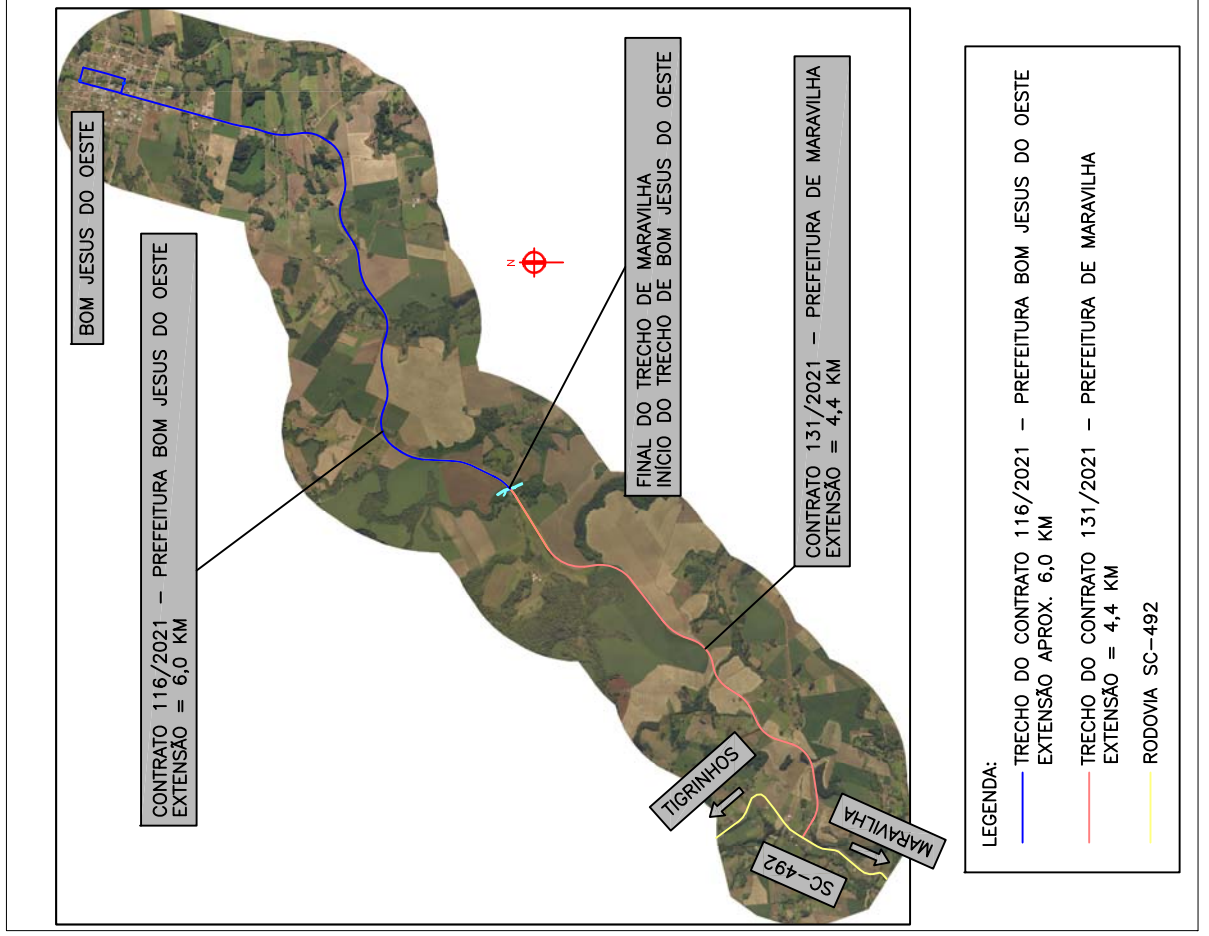 BOM JESUS DO OESTE
CONTRATO 116/2021 – PREFEITURA BOM JESUS DO OESTE
EXTENSÃO = 6,0 KM
N
FINAL DO TRECHO DE MARAVILHA
INÍCIO DO TRECHO DE BOM JESUS DO OESTE
CONTRATO 131/2021 – PREFEITURA DE MARAVILHA
EXTENSÃO = 4,4 KM
TIGRINHOS
SC–492
MARAVILHA
LEGENDA:
TRECHO DO CONTRATO 116/2021 – PREFEITURA BOM JESUS DO OESTE
EXTENSÃO APROX. 6,0 KM
TRECHO DO CONTRATO 131/2021 – PREFEITURA DE MARAVILHA
EXTENSÃO = 4,4 KM
RODOVIA SC–492